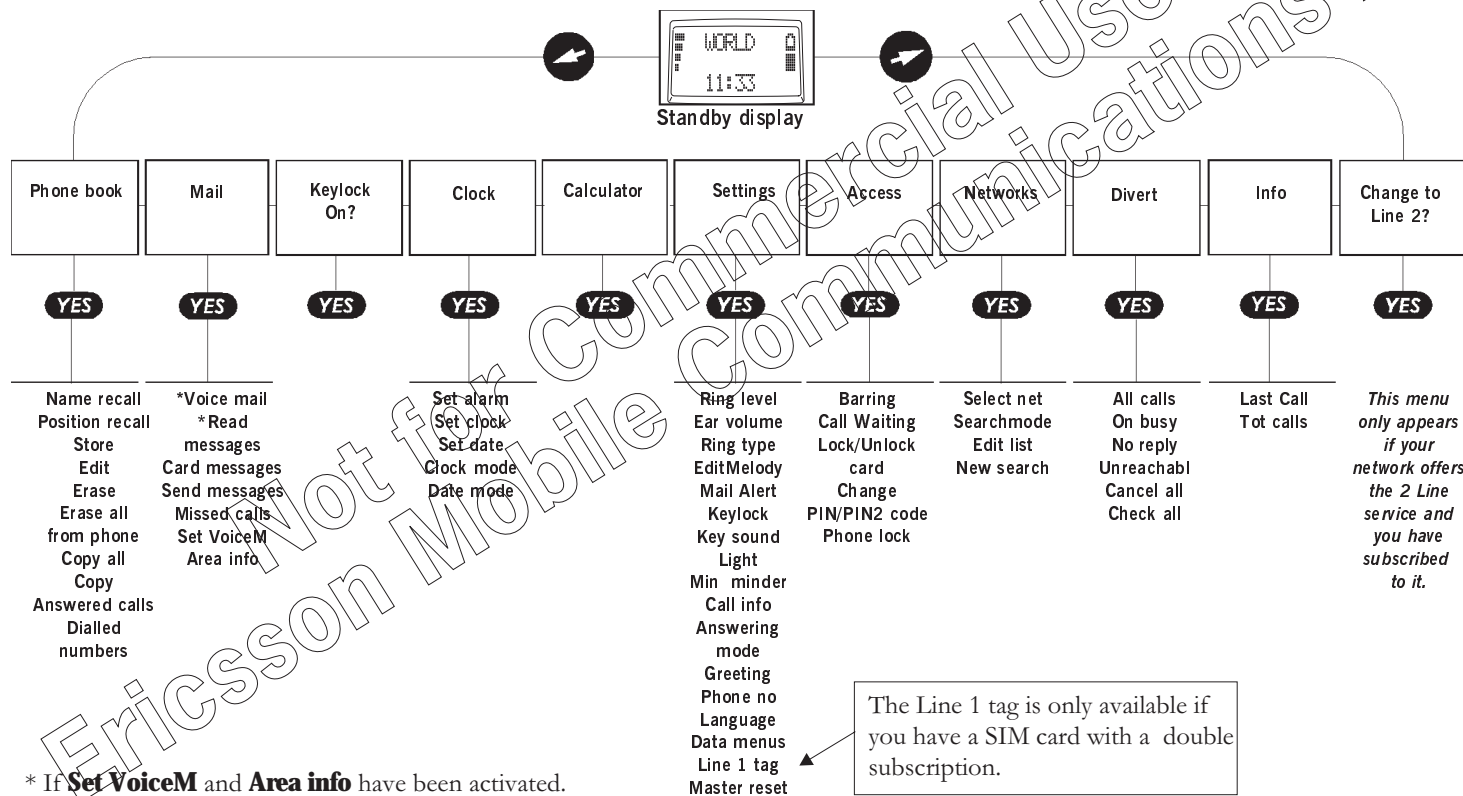 WORLD
11:33
Standby display
Phone book
Mail
Keylock
On?
Clock
Calculator
Settings
Access
Networks
Divert
Info
Change to
Line 2?
YES
YES
YES
YES
YES
YES
YES
YES
YES
YES
YES
Name recall
Position recall
Store
Edit
Erase
Erase all
from phone
Copy all
Copy
Answered calls
Dialled
numbers
*Voice mail
*Read
messages
Card messages
Send messages
Missed calls
Set VoiceM
Area info
Set alarm
Set clock
Set date
Clock mode
Date mode
Ring level
Ear volume
Ring type
EditMelody
Mail Alert
Keylock
Key sound
Light
Min minder
Call info
Answering
mode
Greeting
Phone no
Language
Data menus
Line 1 tag
Master reset
Barring
Call Waiting
Lock/Unlock
card
Change
PIN/PIN2 code
Phone lock
Select net
Searchmode
Edit list
New search
All calls
On busy
No reply
Unreachabl
Cancel all
Check all
Last Call
Tot calls
This menu
only appears
if your
network offers
the 2 Line
service and
you have
subscribed
to it.
The Line 1 tag is only available if
you have a SIM card with a double
subscription.
* If Set VoiceM and Area info have been activated.
Not for Commercial Use
Ericsson Mobile Communications